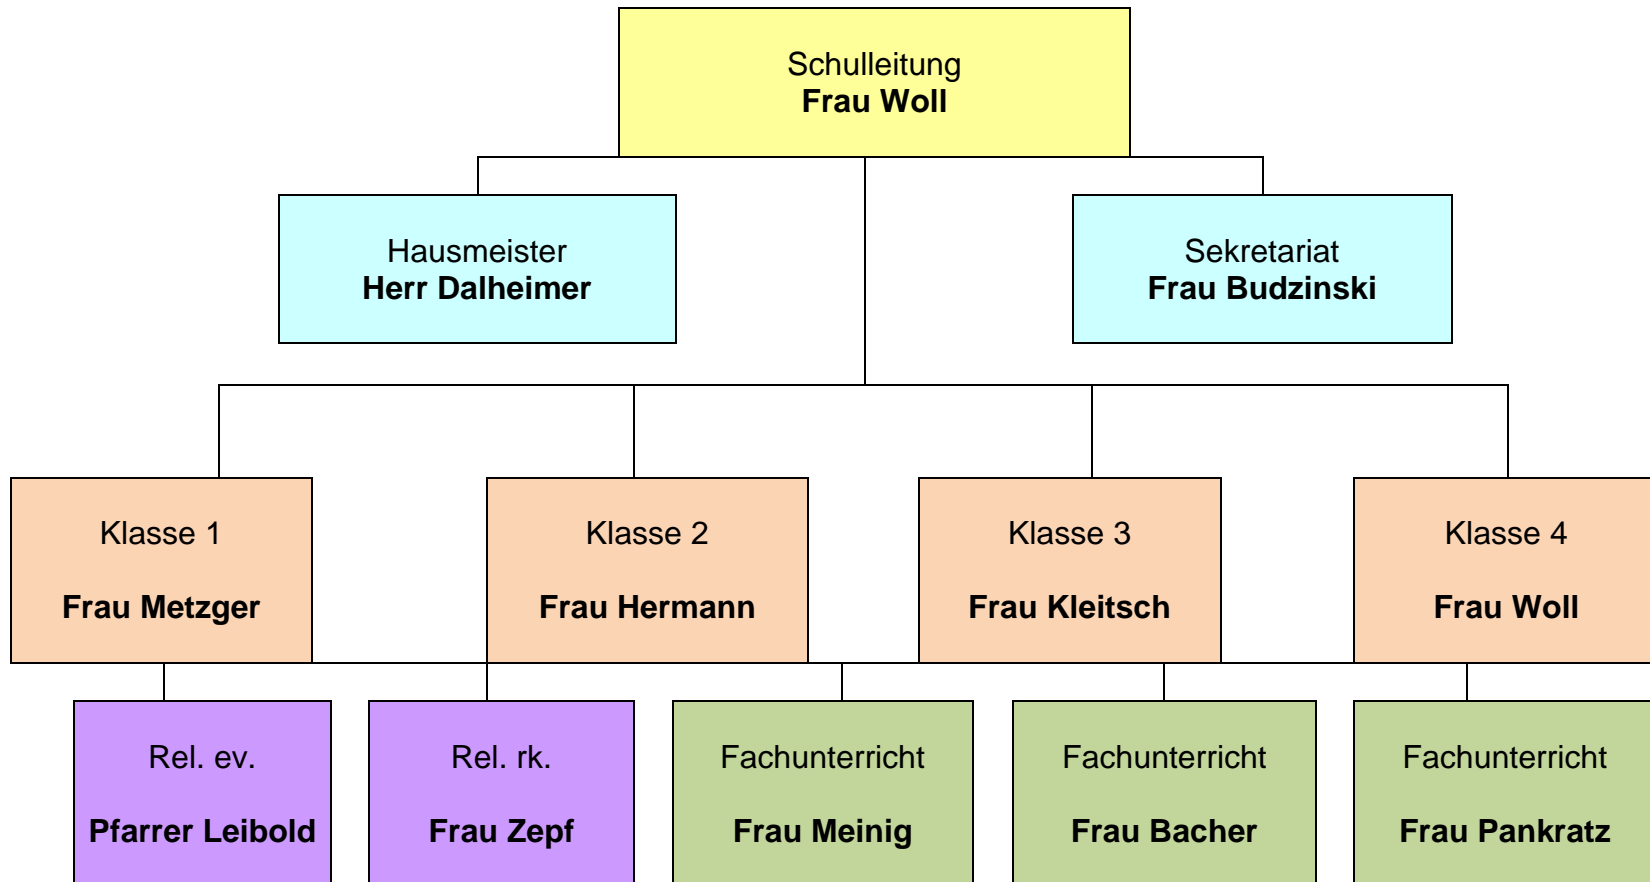 Schulleitung
Frau Woll
Hausmeister
Herr Dalheimer
Sekretariat
Frau Budzinski
Klasse 1
Frau Metzger
Klasse 2
Frau Hermann
Klasse 3
Frau Kleitsch
Klasse 4
Frau Woll
Rel. ev.
Pfarrer Leibold
Rel. rk.
Frau Zepf
Fachunterricht
Frau Meinig
Fachunterricht
Frau Bacher
Fachunterricht
Frau Pankratz